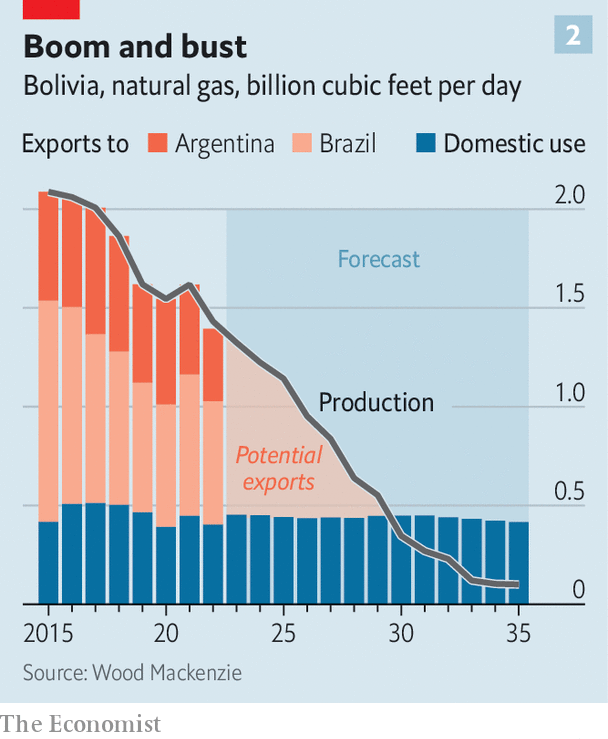 Boom and bust
2
Bolivia, natural gas, billion cubic feet per day
Exports to Argentina Brazil Domestic use
2.0
Forecast
1.5
Production
1.0
Potential
exports
0.5
0
2015 20 25 30 35
Source: Wood Mackenzie
The Economist